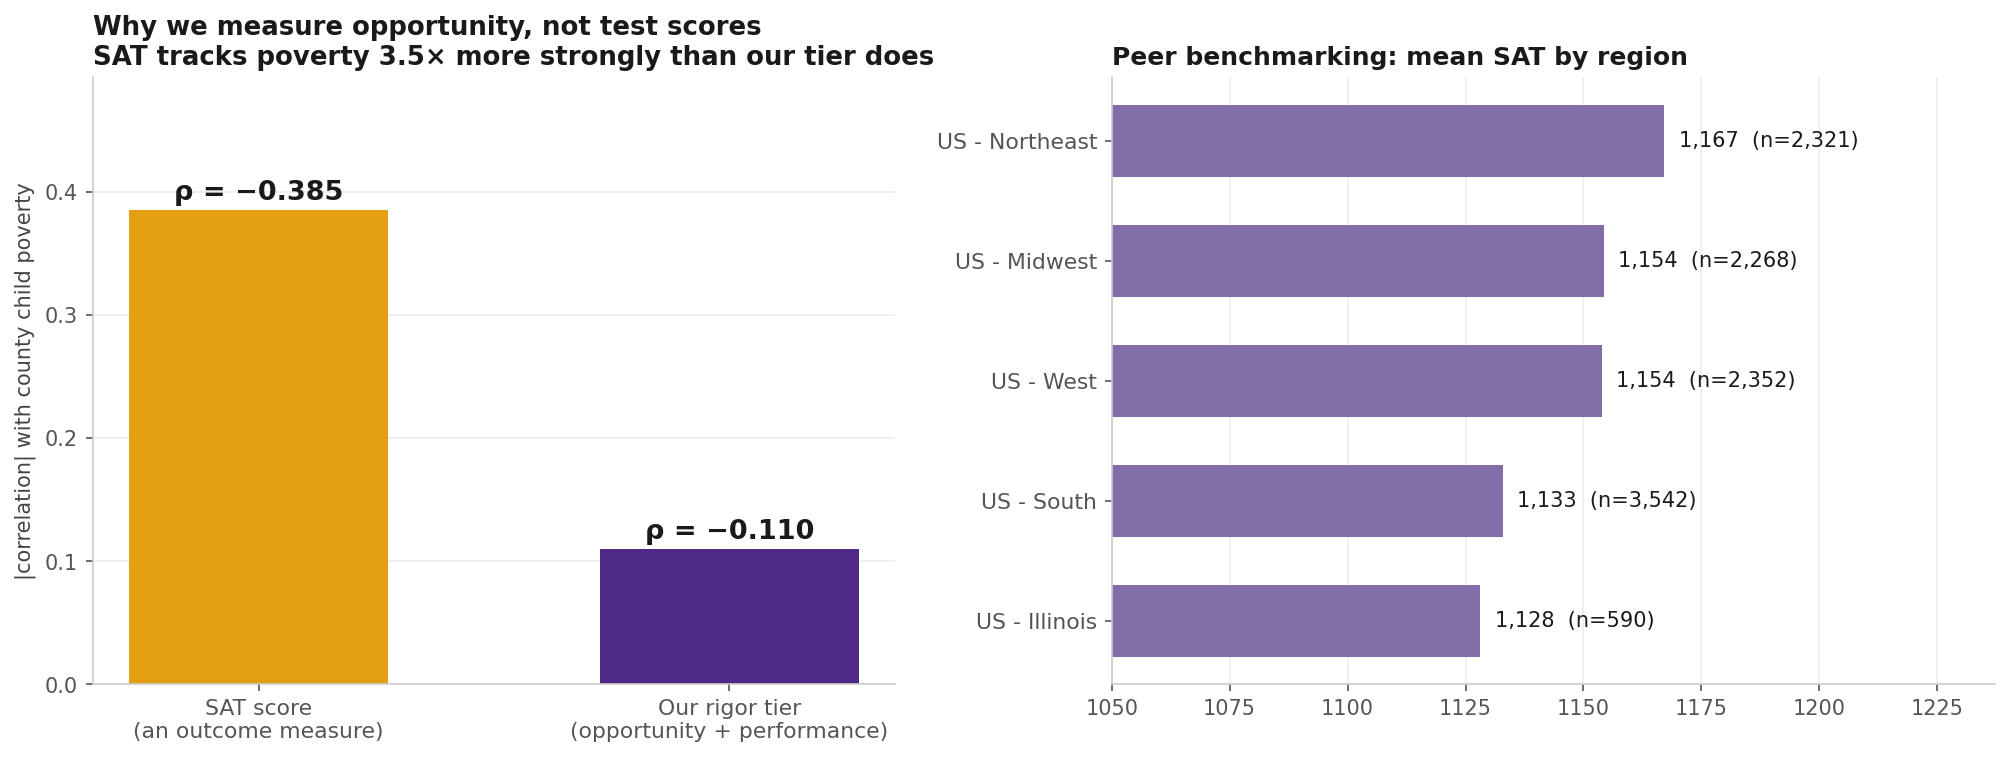 Why we measure opportunity, not test scores
SAT tracks poverty 3.5× more strongly than our tier does
|correlation| with county child poverty
0.4
0.3
0.2
0.1
0.0
ρ = −0.385
ρ = −0.110
SAT score
(an outcome measure)
Our rigor tier
(opportunity + performance)
Peer benchmarking: mean SAT by region
US - Northeast
1,167 (n=2,321)
US - Midwest
1,154 (n=2,268)
US - West
1,154 (n=2,352)
US - South
1,133 (n=3,542)
US - Illinois
1,128 (n=590)
1050 1075 1100 1125 1150 1175 1200 1225